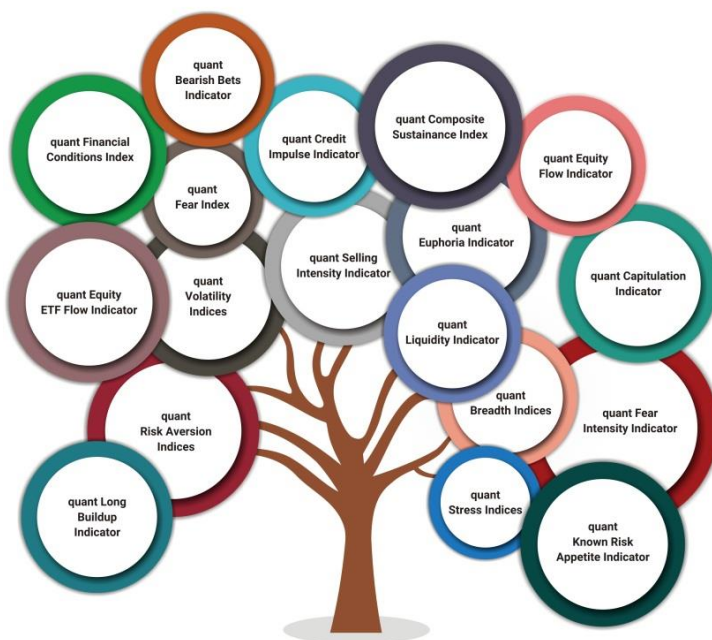 quant
Bearish Bets
Indicator
quant Financial
Conditions Index
quant Credit
Impulse Indicator
quant Composite
Sustainance Index
quant Equity
Flow Indicator
quant
Fear Index
quant
Euphoria Indicator
quant Selling
Intensity Indicator
quant Capitulation
Indicator
quant Equity
ETF Flow Indicator
quant
Volatility
Indices
quant
Liquidity Indicator
quant
Breadth Indices
quant Fear
Intensity Indicator
quant
Risk Aversion
Indices
quant Long
Buildup
Indicator
quant
Stress Indices
quant
Known Risk
Appetite Indicator